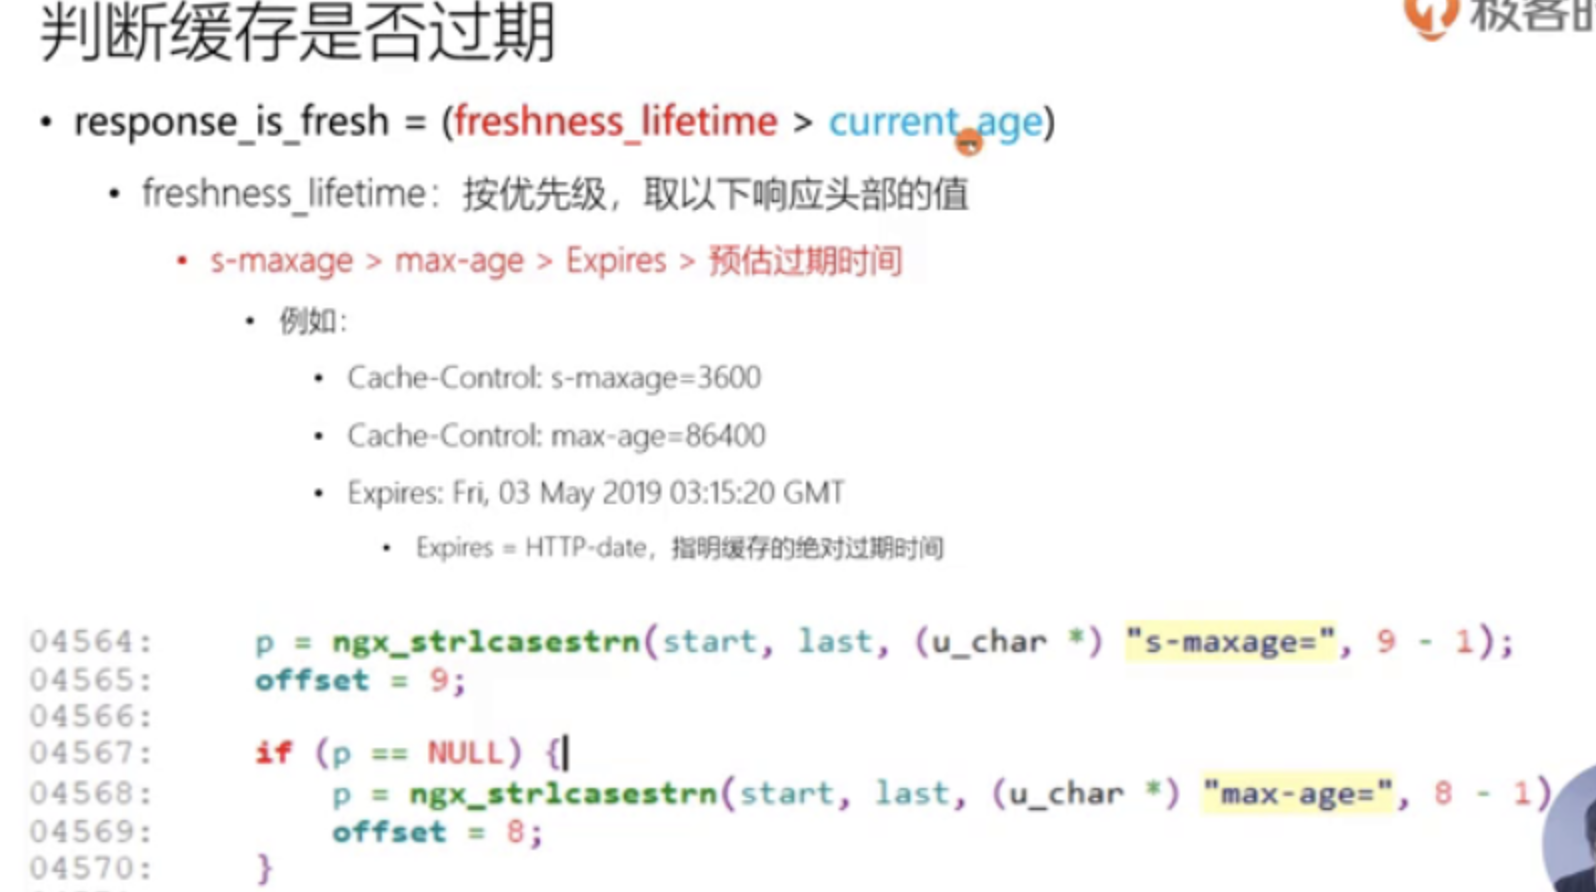 判断缓存是否过期
极客时
• response_is_fresh = (freshness_lifetime > current_age)
• freshness_lifetime：按优先级，取以下响应头部的值
• s-maxage > max-age > Expires > 预估过期时间
• 例如：
• Cache-Control: s-maxage=3600
• Cache-Control: max-age=86400
• Expires: Fri, 03 May 2019 03:15:20 GMT
• Expires = HTTP-date，指明缓存的绝对过期时间
04564: p = ngx_strlcasestrn(start, last, (u_char *) "s-maxage=", 9 - 1);
04565: offset = 9;
04566:
04567: if (p == NULL) {
04568: p = ngx_strlcasestrn(start, last, (u_char *) "max-age=", 8 - 1)
04569: offset = 8;
04570: }